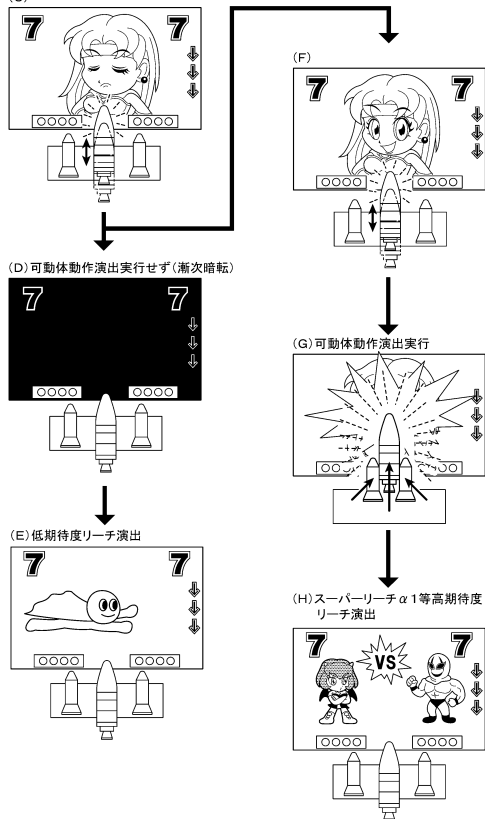 7 7
(D)可動体動作演出実行せず(漸次暗転)
7 7
(E)低期待度リーチ演出
7 7
(F)
7 7
(G)可動体動作演出実行
(H)スーパーリーチα1等高期待度
リーチ演出
7 VS 7